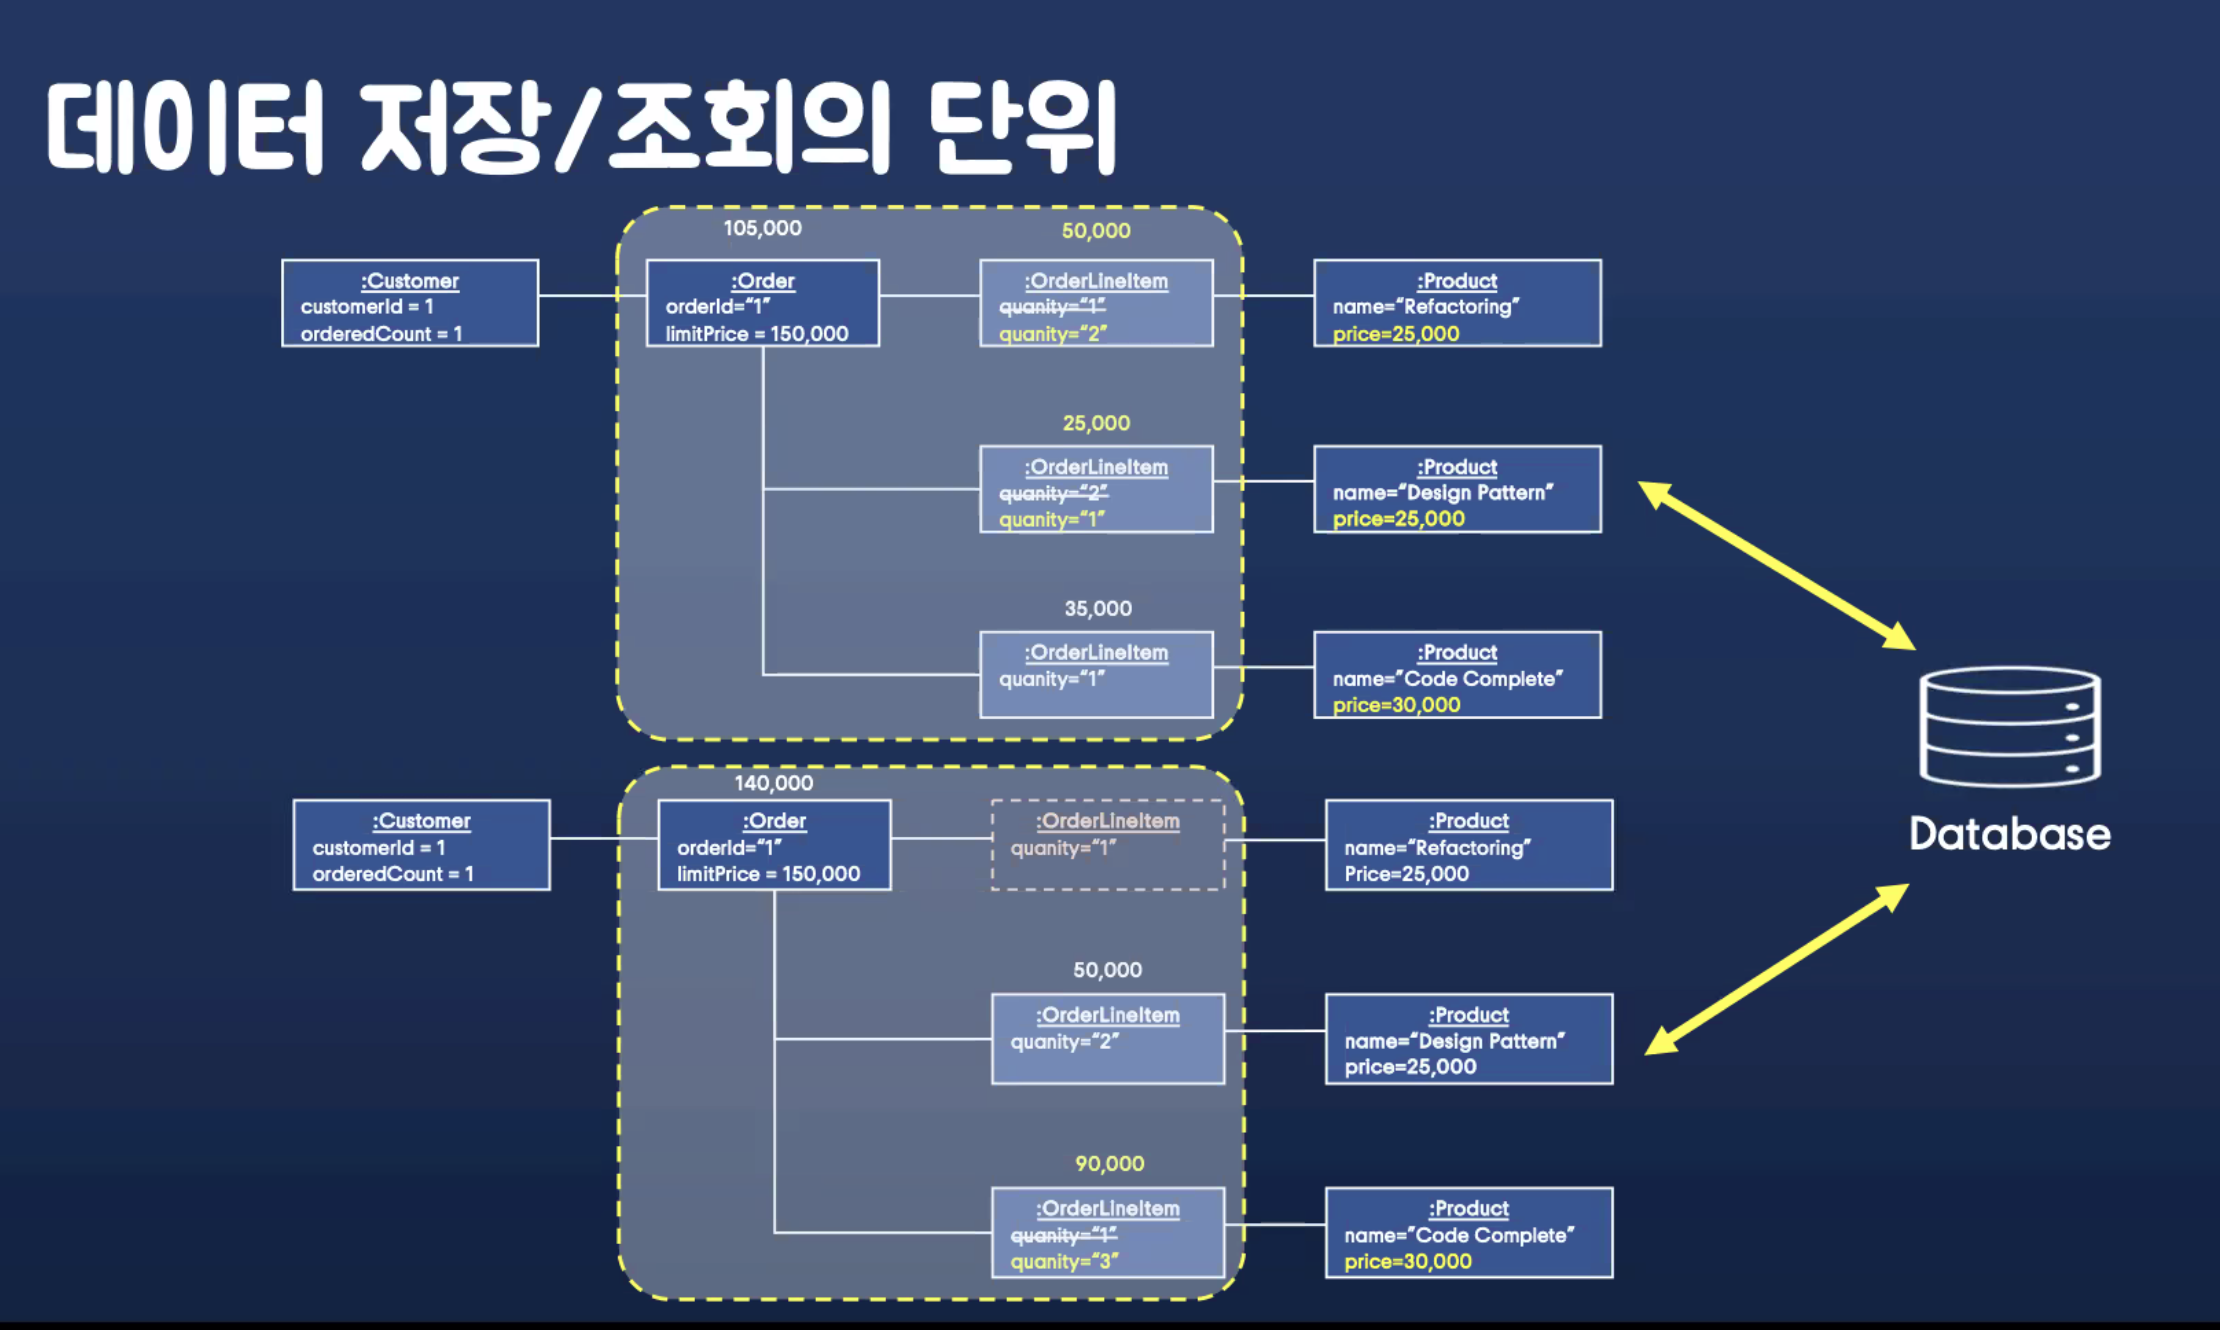 데이터 저장/조회의 단위
105,000
50,000
:Customer
customerId = 1
orderedCount = 1
:Order
orderId=“1”
limitPrice = 150,000
:OrderLineItem
quanity=“1”
quanity=“2”
:Product
name=“Refactoring”
price=25,000
25,000
:OrderLineItem
quanity=“2”
quanity=“1”
:Product
name=“Design Pattern”
price=25,000
35,000
:OrderLineItem
quanity=“1”
:Product
name=“Code Complete”
price=30,000
Database
140,000
:Customer
customerId = 1
orderedCount = 1
:Order
orderId=“1”
limitPrice = 150,000
:OrderLineItem
quanity=“1”
:Product
name=“Refactoring”
Price=25,000
50,000
:OrderLineItem
quanity=“2”
:Product
name=“Design Pattern”
price=25,000
90,000
:OrderLineItem
quanity=“1”
quanity=“3”
:Product
name=“Code Complete”
price=30,000